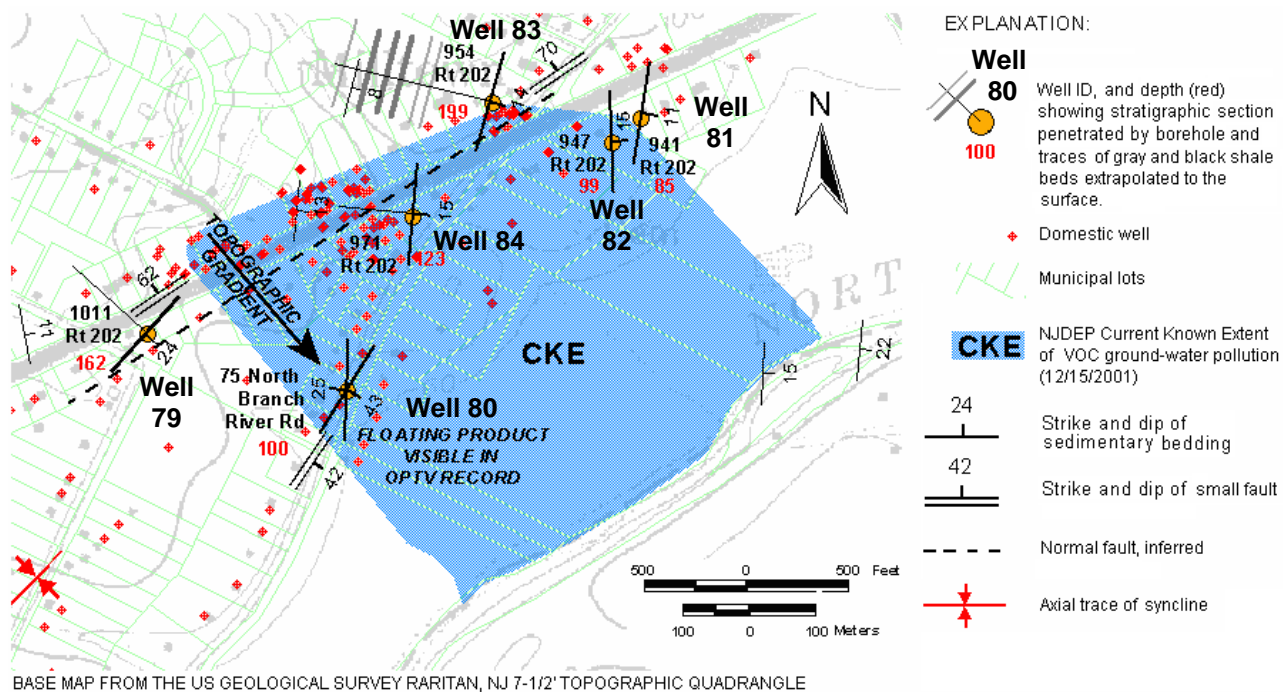 Well 83
954
Rt 202
199
70
8
14
Well
81
15
17
947
Rt 202
99
941
Rt 202
85
Well
82
N
13
15
971
Rt 202
123
Well 84
TOPOGRAPHIC
GRADIENT
62
1011
Rt 202
11
24
162
Well
79
CKE
NORT
15
22
75 North
Branch
River Rd
100
25
43
Well 80
FLOATING PRODUCT
VISIBLE IN
OPTV RECORD
42
500 0 500 Feet
100 0 100 Meters
BASE MAP FROM THE US GEOLOGICAL SURVEY RARITAN, NJ 7-1/2' TOPOGRAPHIC QUADRANGLE
EXPLANATION:
Well
80
100
Well ID, and depth (red)
showing stratigraphic section
penetrated by borehole and
traces of gray and black shale
beds extrapolated to the
surface.
Domestic well
Municipal lots
CKE
NJDEP Current Known Extent
of VOC ground-water pollution
(12/15/2001)
24
Strike and dip of
sedimentary bedding
42
Strike and dip of small fault
Normal fault, inferred
Axial trace of syncline